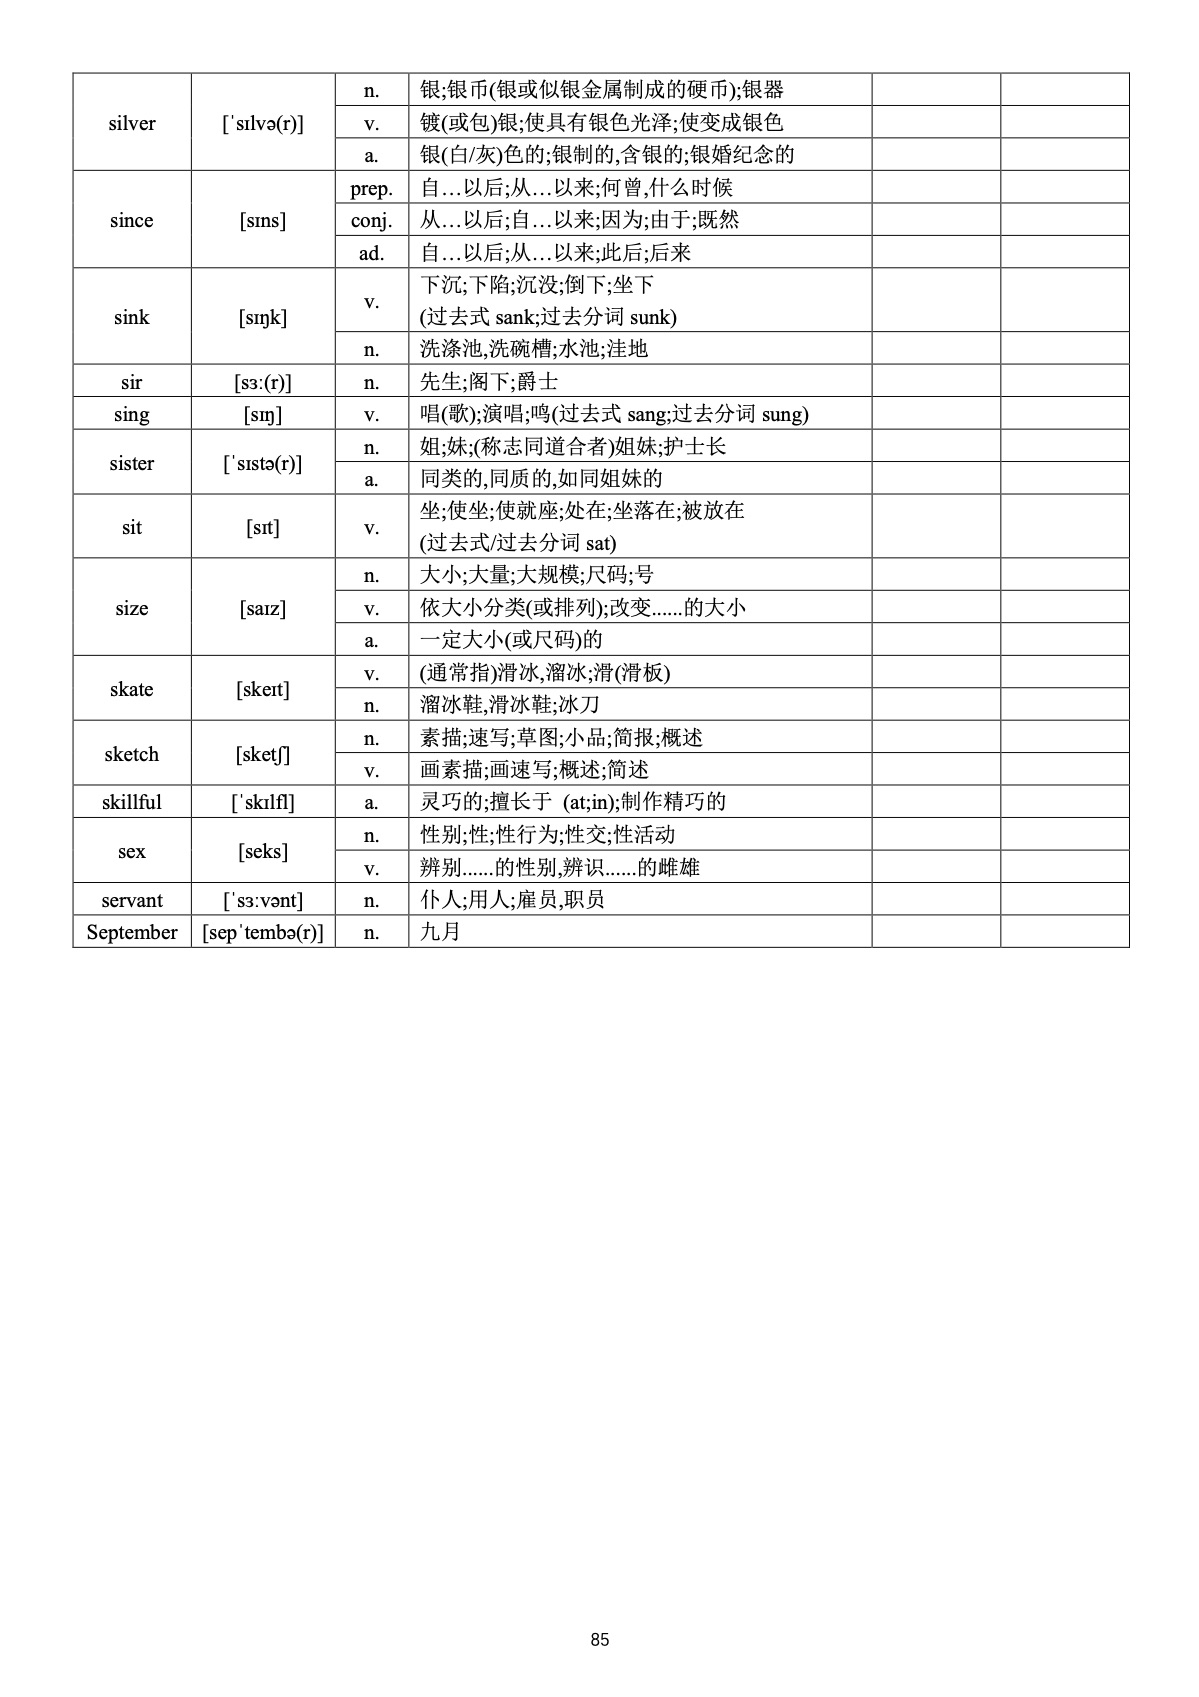 silver [ˈsɪlvə(r)] n. 银;银币(银或似银金属制成的硬币);银器
v. 镀(或包)银;使具有银色光泽;使变成银色
a. 银(白/灰)色的;银制的,含银的;银婚纪念的
since [sɪns] prep. 自…以后;从…以来;何曾,什么时候
conj. 从…以后;自…以来;因为;由于;既然
ad. 自…以后;从…以来;此后;后来
sink [sɪŋk] v. 下沉;下陷;沉没;倒下;坐下
(过去式 sank;过去分词 sunk)
n. 洗涤池,洗碗槽;水池;洼地
sir [sɜː(r)] n. 先生;阁下;爵士
sing [sɪŋ] v. 唱(歌);演唱;鸣(过去式 sang;过去分词 sung)
sister [ˈsɪstə(r)] n. 姐;妹;(称志同道合者)姐妹;护士长
a. 同类的,同质的,如同姐妹的
sit [sɪt] v. 坐;使坐;使就座;处在;坐落在;被放在
(过去式/过去分词 sat)
size [saɪz] n. 大小;大量;大规模;尺码;号
v. 依大小分类(或排列);改变......的大小
a. 一定大小(或尺码)的
skate [skeɪt] v. (通常指)滑冰,溜冰;滑(滑板)
n. 溜冰鞋,滑冰鞋;冰刀
sketch [sketʃ] n. 素描;速写;草图;小品;简报;概述
v. 画素描;画速写;概述;简述
skillful [ˈskɪlfl] a. 灵巧的;擅长于 (at;in);制作精巧的
sex [seks] n. 性别;性;性行为;性交;性活动
v. 辨别......的性别,辨识......的雌雄
servant [ˈsɜːvənt] n. 仆人;用人;雇员,职员
September [sepˈtembə(r)] n. 九月
85